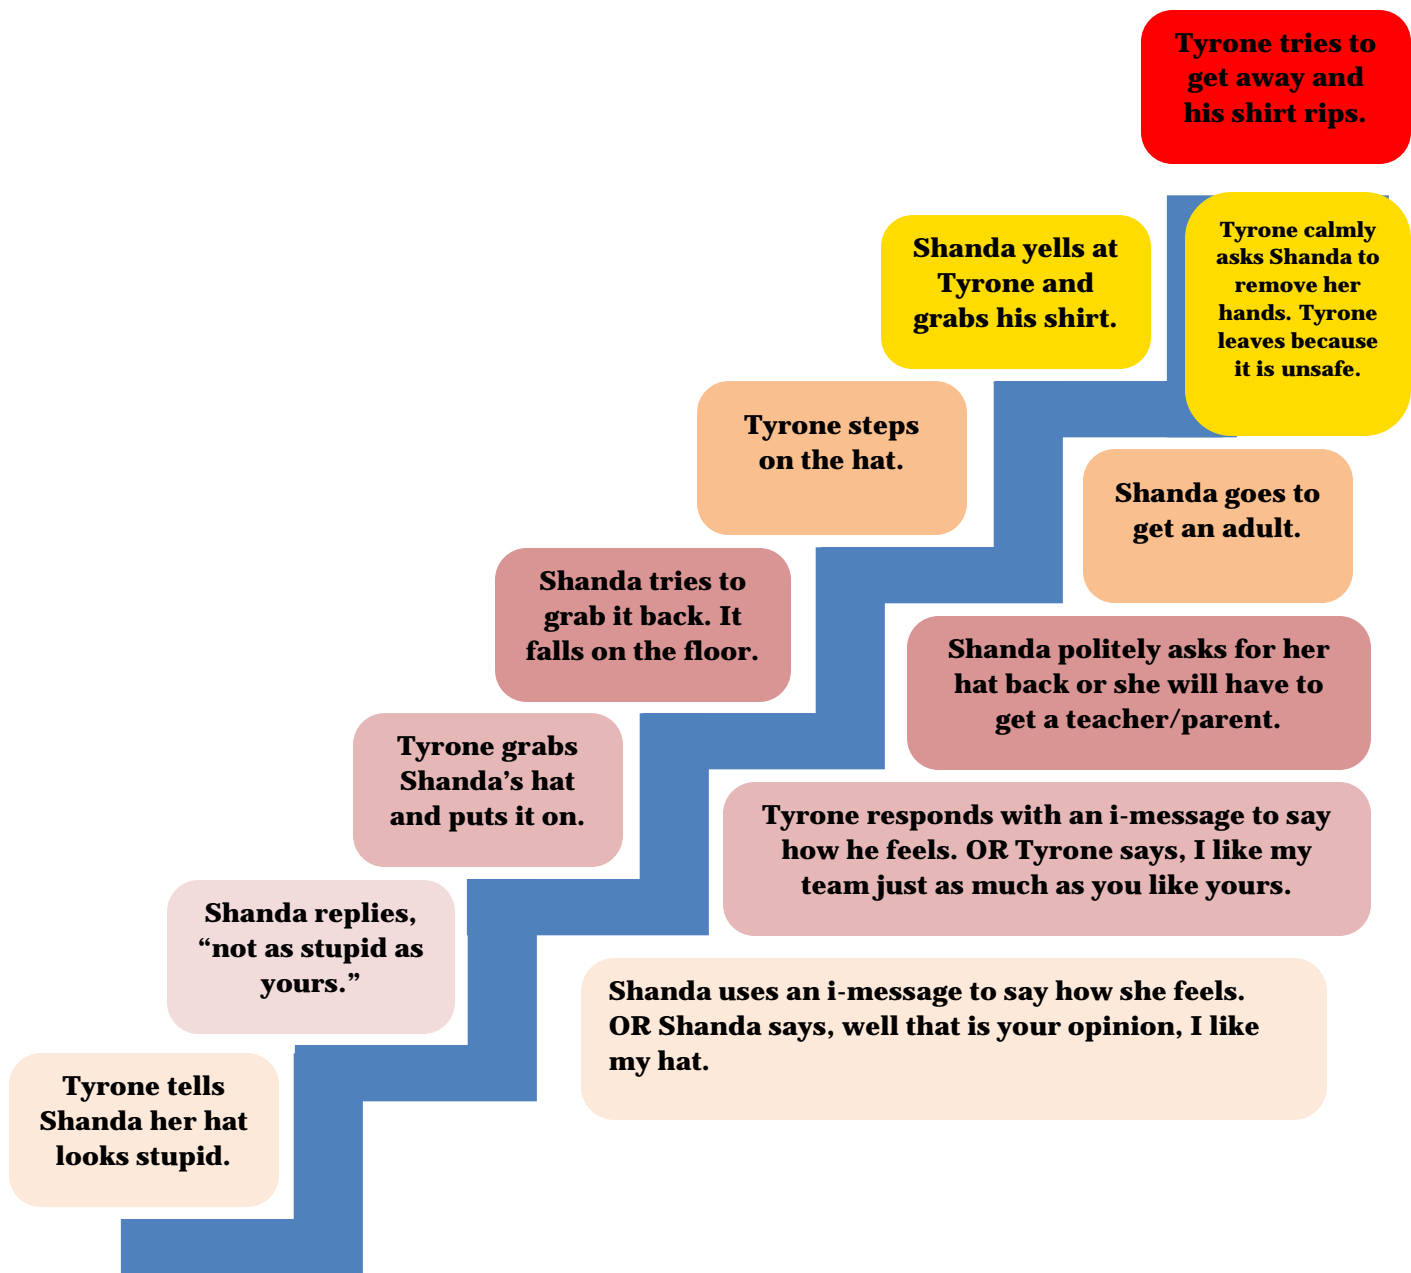 Tyrone tries to
get away and
his shirt rips.
Shanda yells at
Tyrone and
grabs his shirt.
Tyrone calmly
asks Shanda to
remove her
hands. Tyrone
leaves because
it is unsafe.
Tyrone steps
on the hat.
Shanda goes to
get an adult.
Shanda tries to
grab it back. It
falls on the floor.
Shanda politely asks for her
hat back or she will have to
get a teacher/parent.
Tyrone grabs
Shanda’s hat
and puts it on.
Tyrone responds with an i-message to say
how he feels. OR Tyrone says, I like my
team just as much as you like yours.
Shanda replies,
“not as stupid as
yours.”
Shanda uses an i-message to say how she feels.
OR Shanda says, well that is your opinion, I like
my hat.
Tyrone tells
Shanda her hat
looks stupid.